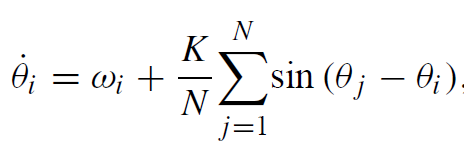 θ̇ᵢ = ωᵢ + K/N ∑ⱼ₌₁ᴺ sin (θⱼ − θᵢ),